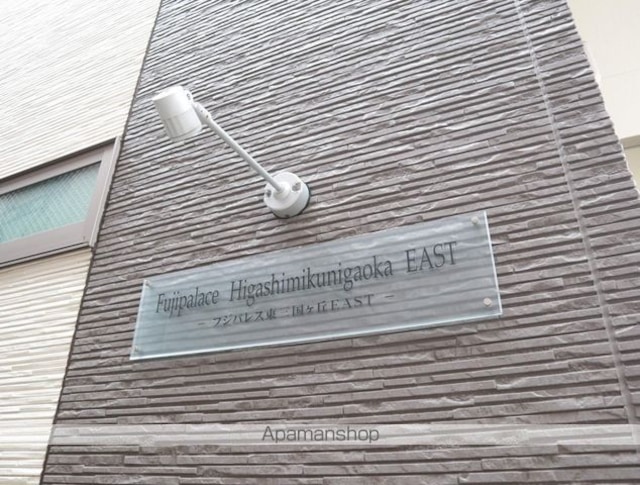 Fujipalace Higashimikunigaoka EAST
－ フジパレス東三国ヶ丘EAST －
Apamanshop